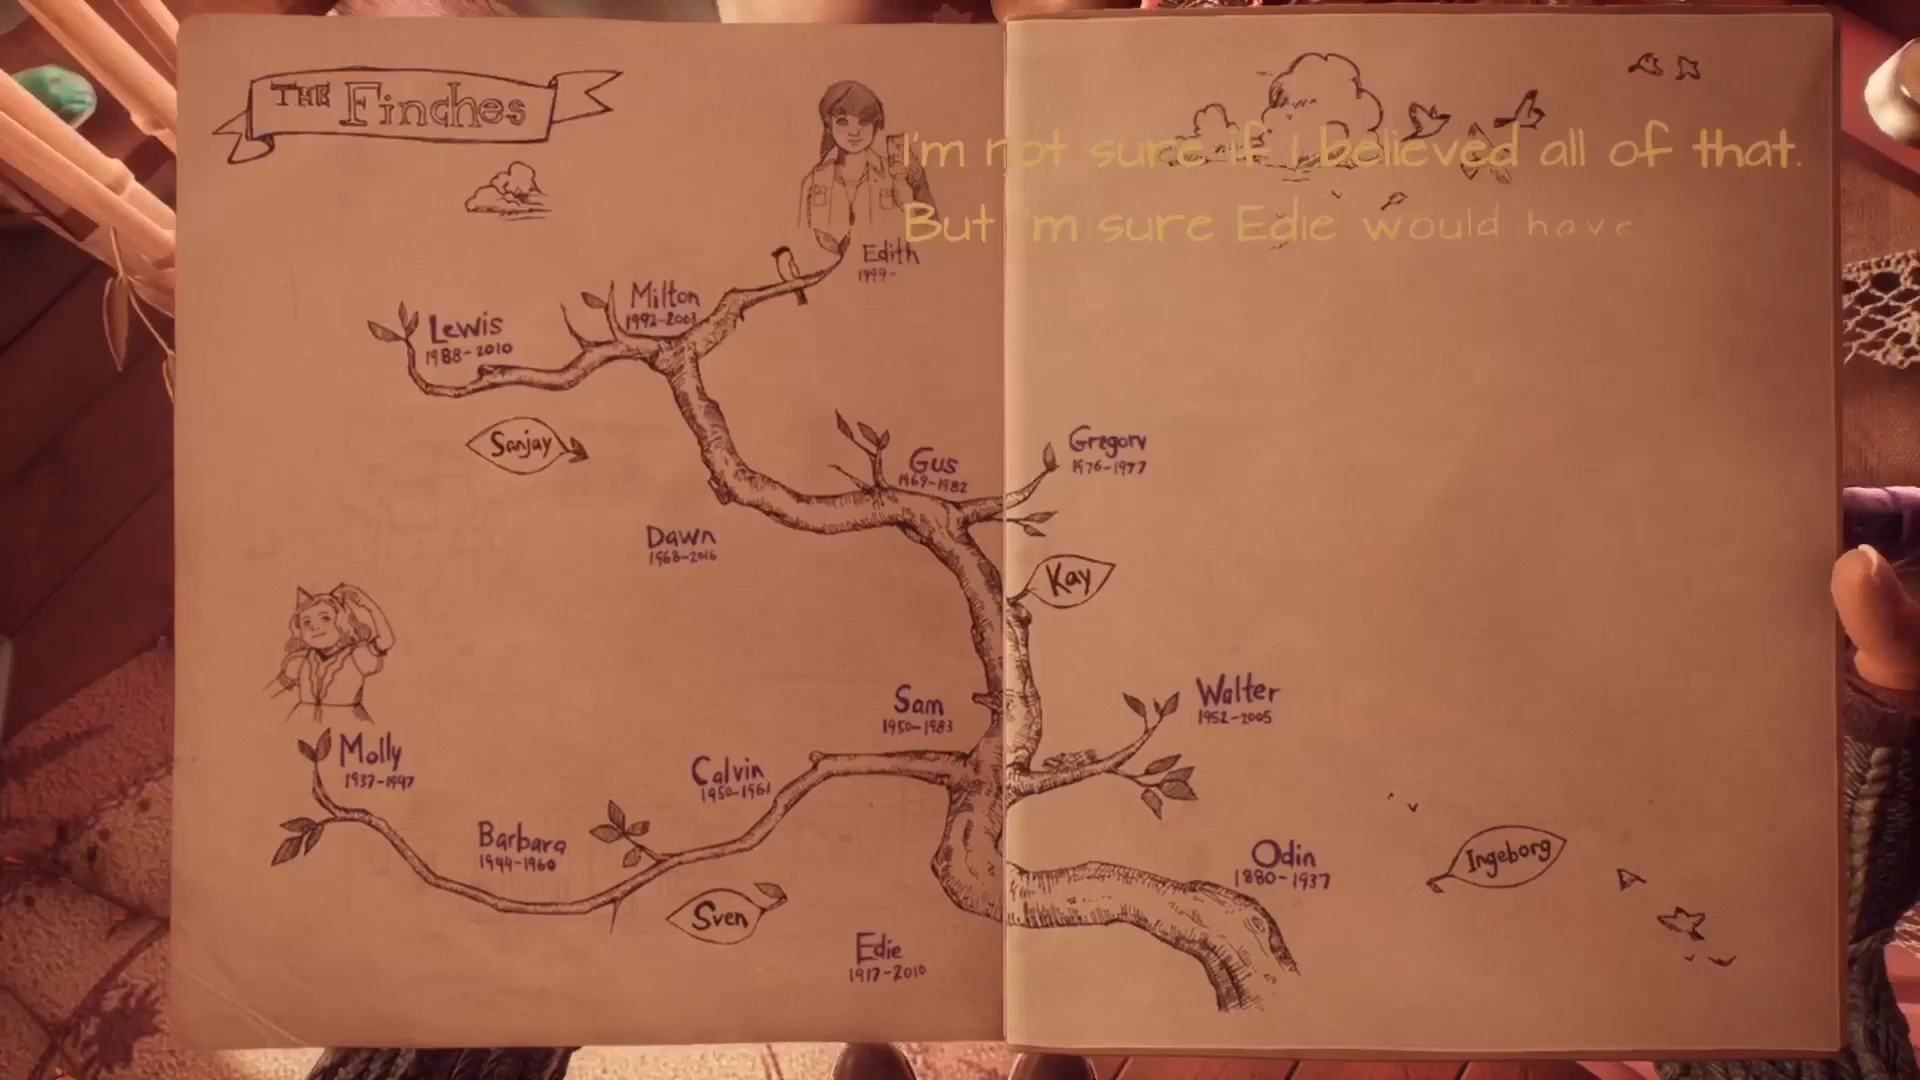 THE Finches
I'm not sure if I believed all of that.
But I'm sure Edie would have
Edith
1999-
Milton
1992-2003
Lewis
1988-2010
Sanjay
Gus
1969-1982
Gregory
1976-1977
Dawn
1968-2016
Kay
Sam
1950-1983
Walter
1952-2005
Molly
1937-1947
Calvin
1950-1961
Barbara
1944-1960
Sven
Odin
1880-1937
Ingeborg
Edie
1917-2010